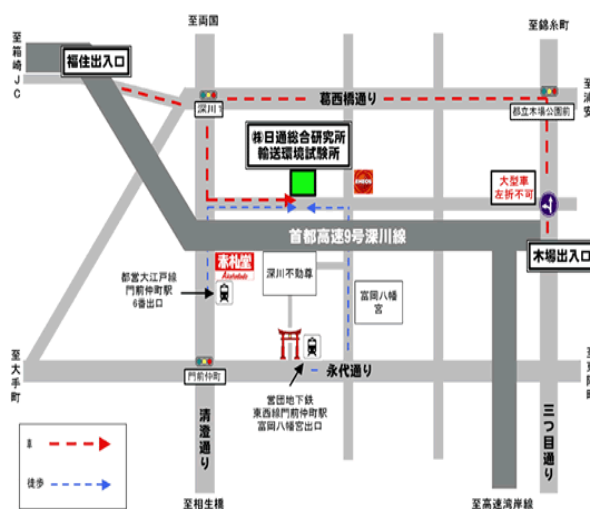 至両国
至錦糸町
至箱崎JC
福住出入口
葛西橋通り
至浦安
深川1
都立木場公園前
㈱日通総合研究所
輸送環境試験所
ENEOS
大型車
左折不可
首都高速9号深川線
木場出入口
赤札堂
都営大江戸線
門前仲町駅
6番出口
深川不動尊
富岡八幡
宮
至大手町
門前仲町
永代通り
営団地下鉄
東西線門前仲町駅
富岡八幡宮出口
清澄通り
三つ目通り
車
徒歩
至相生橋
至高速湾岸線